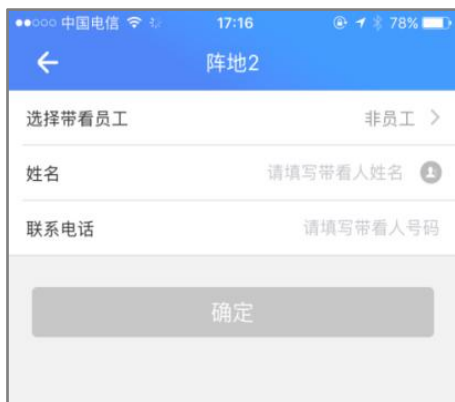 中国电信 17:16 78%
阵地2
选择带看员工 非员工
姓名 请填写带看人姓名
联系电话 请填写带看人号码
确定